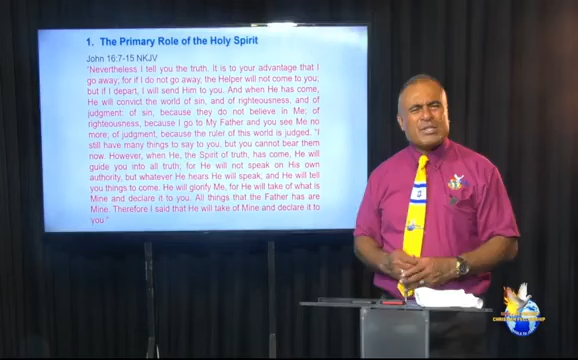 1. The Primary Role of the Holy Spirit
John 16:7-15 NKJV
"Nevertheless I tell you the truth. It is to your advantage that I
go away; for if I do not go away, the Helper will not come to you;
but if I depart, I will send Him to you. And when He has come,
He will convict the world of sin, and of righteousness, and of
judgment: of sin, because they do not believe in Me; of
righteousness, because I go to My Father and you see Me no
more; of judgment, because the ruler of this world is judged. "I
still have many things to say to you, but you cannot bear them
now. However, when He, the Spirit of truth, has come, He will
guide you into all truth; for He will not speak on His own
authority, but whatever He hears He will speak; and He will tell
you things to come. He will glorify Me, for He will take of what is
Mine and declare it to you. All things that the Father has are
Mine. Therefore I said that He will take of Mine and declare it to
you."
CHRISTIAN FELLOWSHIP